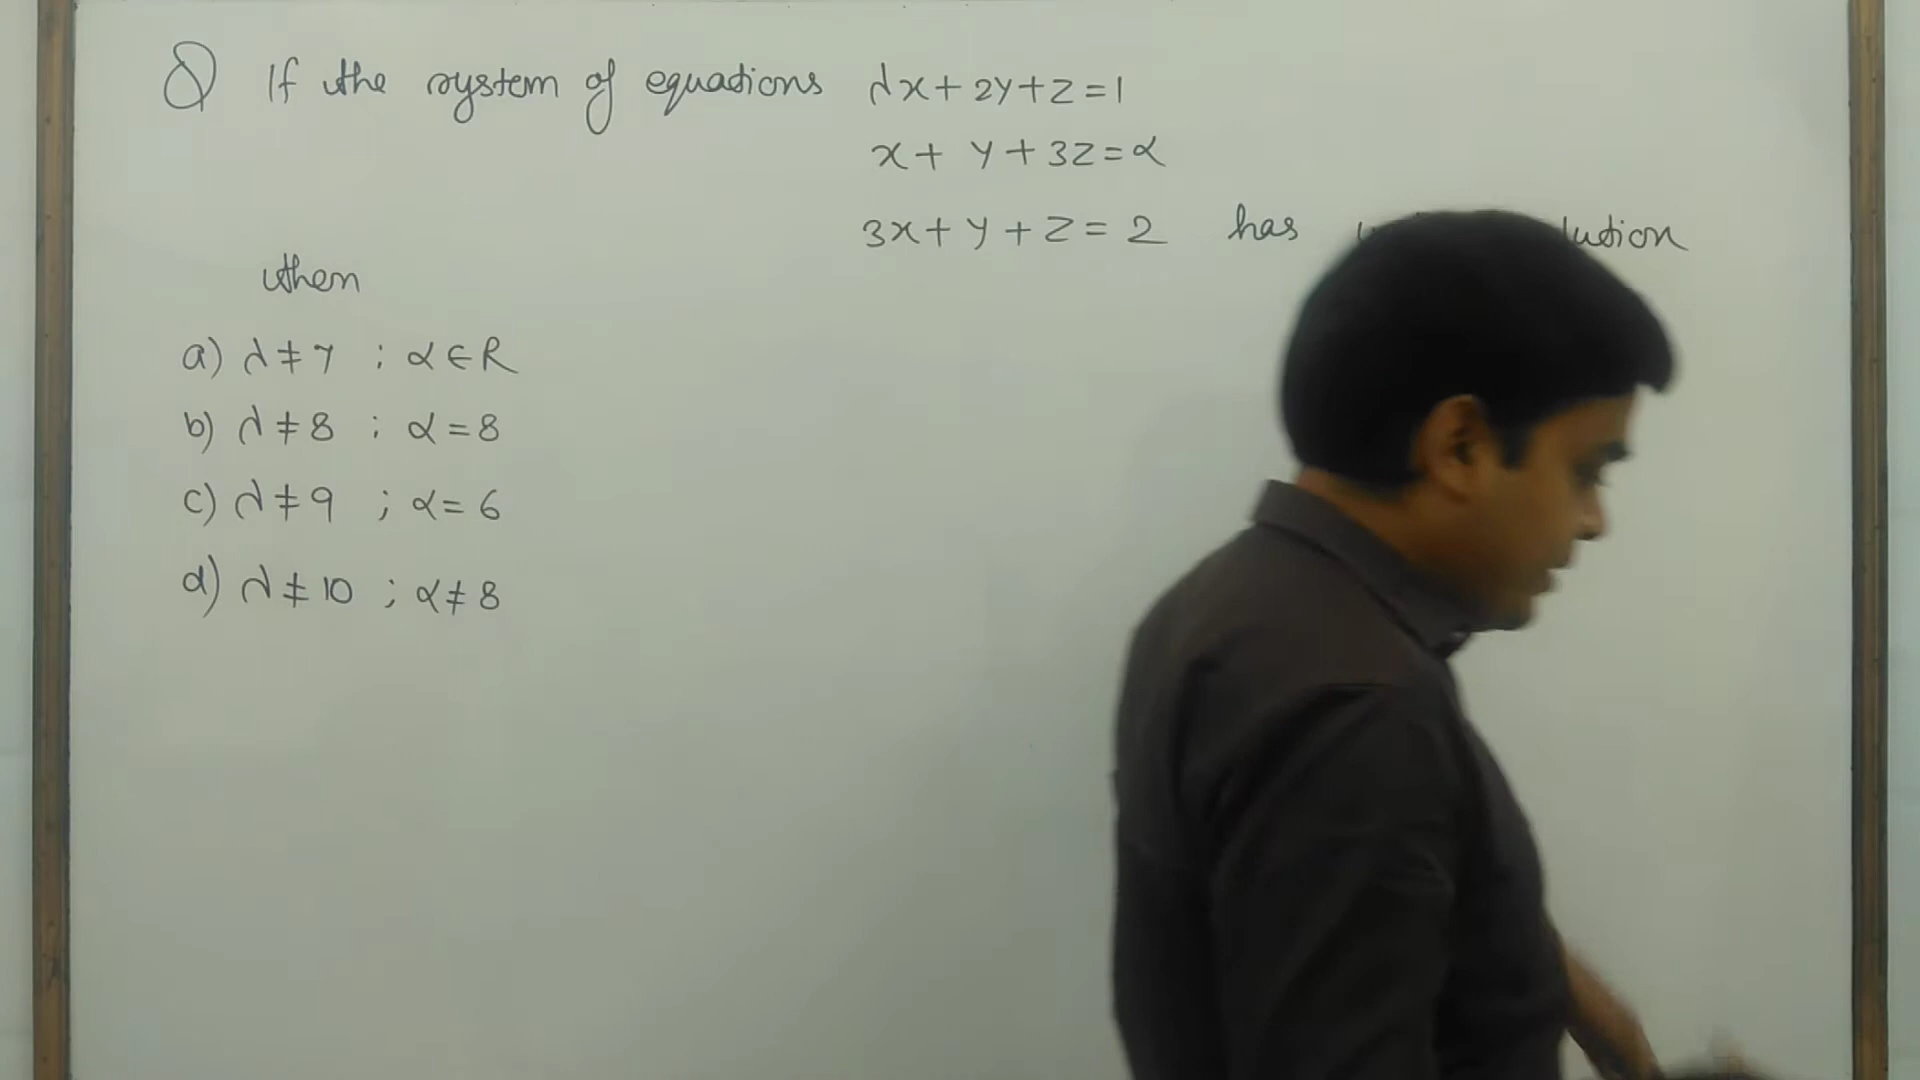 Q If the system of equations λx + 2y + z = 1
x + y + 3z = α
3x + y + z = 2 has
then
a) λ ≠ 7 ; α ∈ R
b) λ ≠ 8 ; α = 8
c) λ ≠ 9 ; α = 6
d) λ ≠ 10 ; α ≠ 8